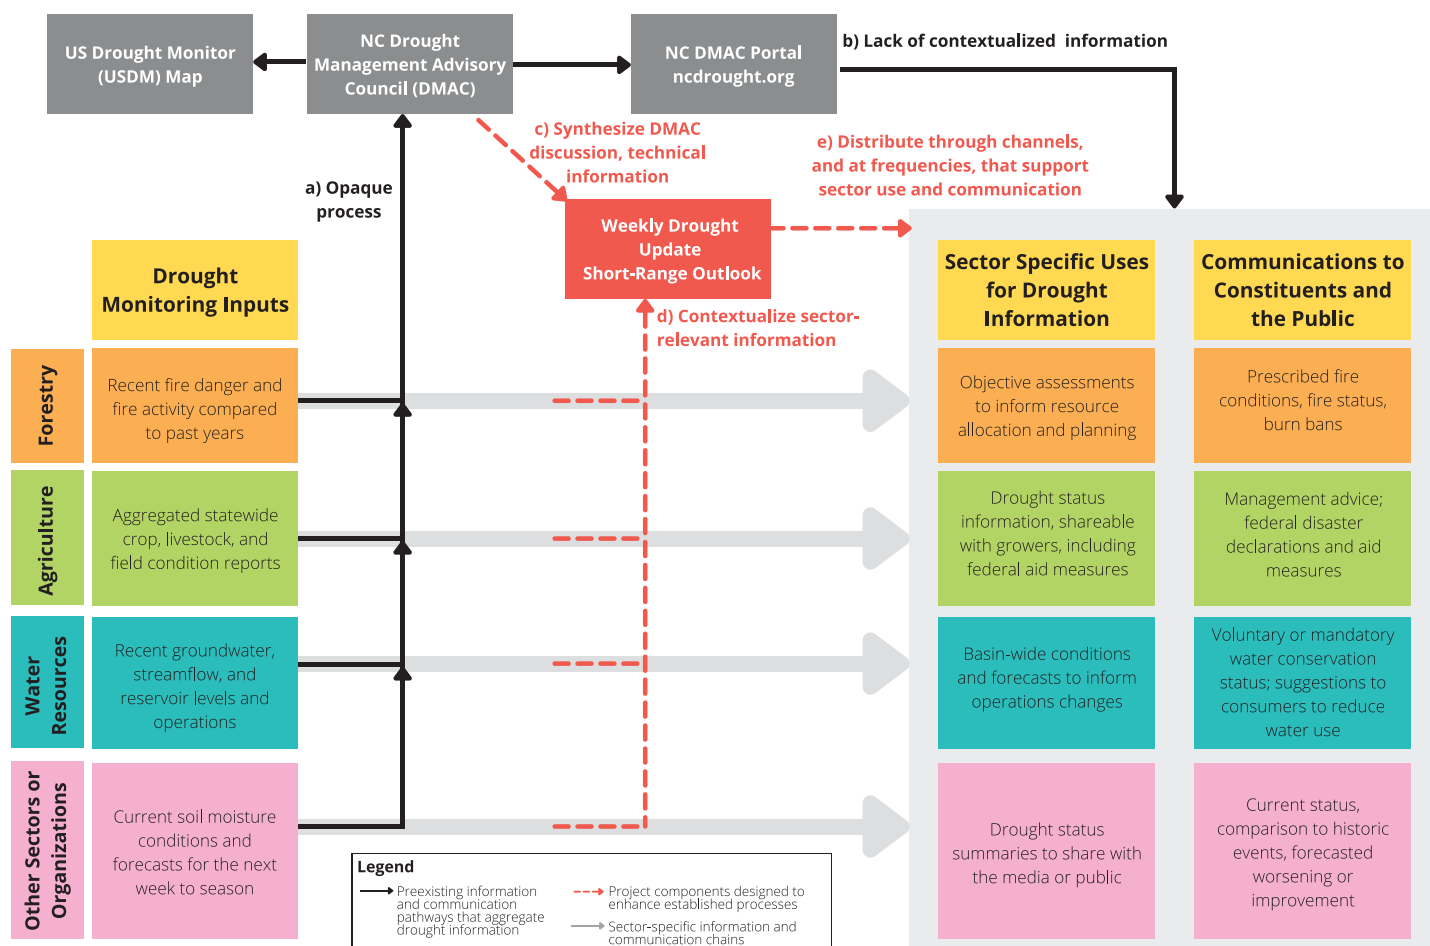 US Drought Monitor
(USDM) Map
NC Drought
Management Advisory
Council (DMAC)
NC DMAC Portal
ncdrought.org
b) Lack of contextualized information
c) Synthesize DMAC
discussion, technical
information
e) Distribute through channels,
and at frequencies, that support
sector use and communication
a) Opaque
process
Weekly Drought
Update
Short-Range Outlook
d) Contextualize sector-
relevant information
Drought
Monitoring Inputs
Sector Specific Uses
for Drought
Information
Communications to
Constituents and
the Public
Forestry
Recent fire danger and
fire activity compared
to past years
Objective assessments
to inform resource
allocation and planning
Prescribed fire
conditions, fire status,
burn bans
Agriculture
Aggregated statewide
crop, livestock, and
field condition reports
Drought status
information, shareable
with growers, including
federal aid measures
Management advice;
federal disaster
declarations and aid
measures
Water
Resources
Recent groundwater,
streamflow, and
reservoir levels and
operations
Basin-wide conditions
and forecasts to inform
operations changes
Voluntary or mandatory
water conservation
status; suggestions to
consumers to reduce
water use
Other Sectors or
Organizations
Current soil moisture
conditions and
forecasts for the next
week to season
Drought status
summaries to share with
the media or public
Current status,
comparison to historic
events, forecasted
worsening or
improvement
Legend
Preexisting information
and communication
pathways that aggregate
drought information
Project components designed to
enhance established processes
Sector-specific information and
communication chains